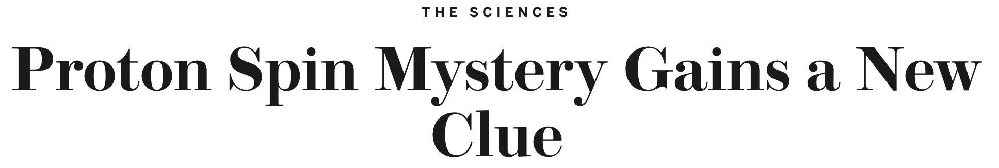 THE SCIENCES
Proton Spin Mystery Gains a New
Clue